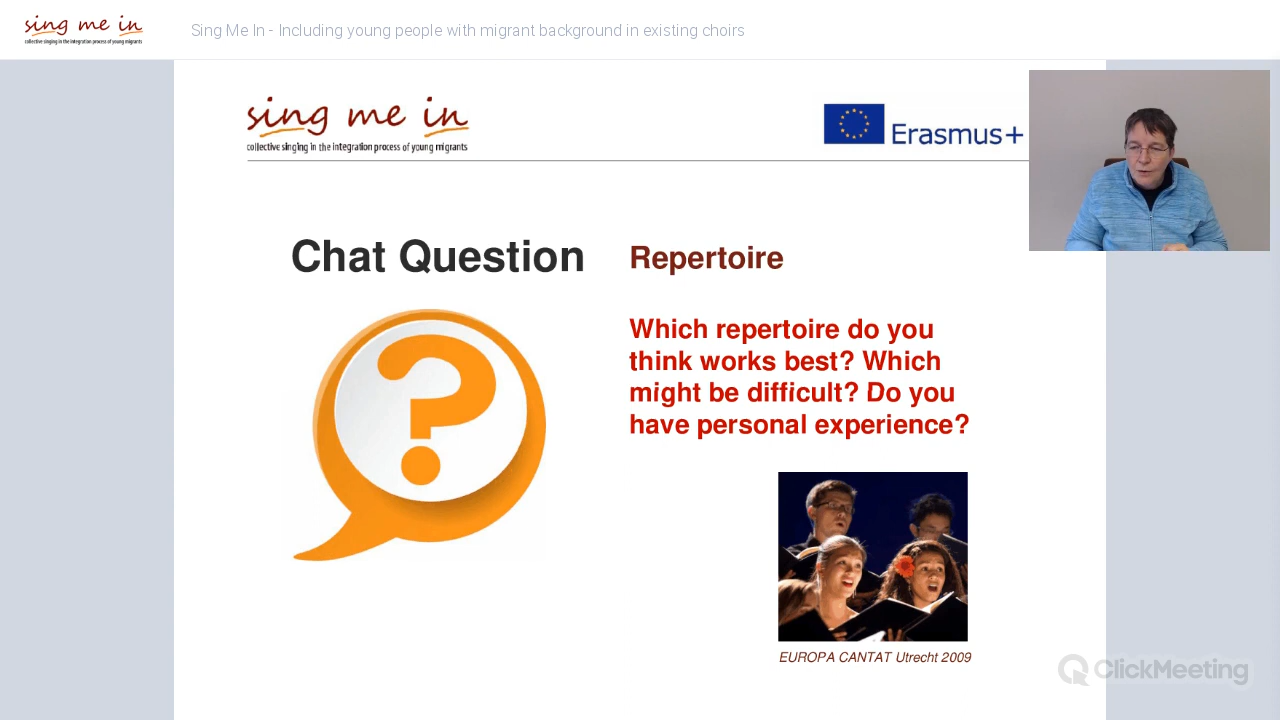 sing me in
collective singing in the integration process of young migrants
Sing Me In - Including young people with migrant background in existing choirs
sing me in
collective singing in the integration process of young migrants
Erasmus+
Chat Question
Repertoire
Which repertoire do you
think works best? Which
might be difficult? Do you
have personal experience?
?
EUROPA CANTAT Utrecht 2009
ClickMeeting